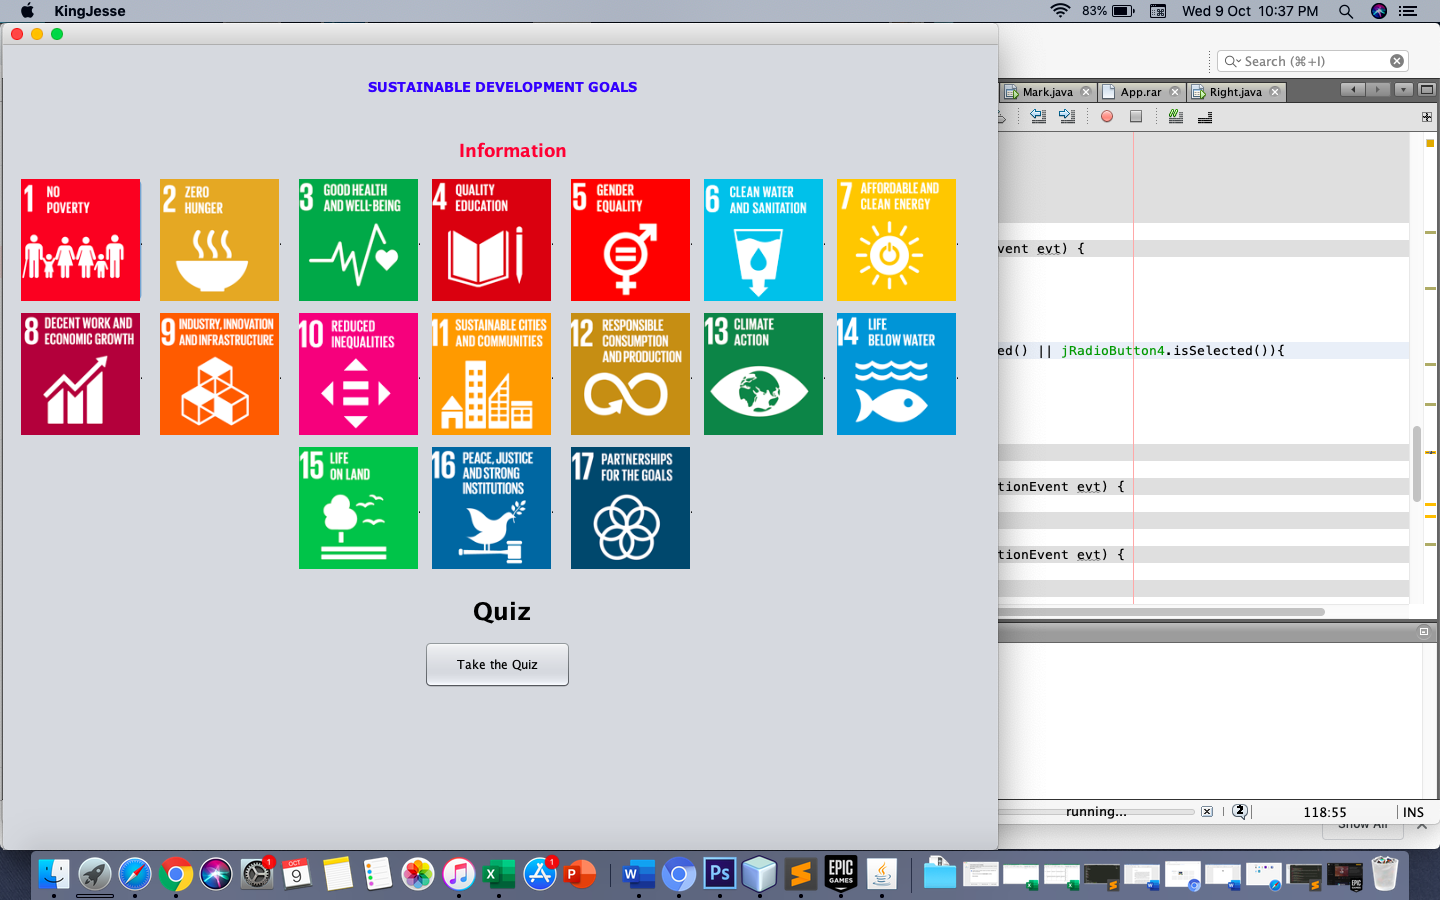 KingJesse
83%
Wed 9 Oct 10:37 PM
SUSTAINABLE DEVELOPMENT GOALS
Information
1 NO
POVERTY
2 ZERO
HUNGER
3 GOOD HEALTH
AND WELL-BEING
4 QUALITY
EDUCATION
5 GENDER
EQUALITY
6 CLEAN WATER
AND SANITATION
7 AFFORDABLE AND
CLEAN ENERGY
8 DECENT WORK AND
ECONOMIC GROWTH
9 INDUSTRY, INNOVATION
AND INFRASTRUCTURE
10 REDUCED
INEQUALITIES
11 SUSTAINABLE CITIES
AND COMMUNITIES
12 RESPONSIBLE
CONSUMPTION
AND PRODUCTION
13 CLIMATE
ACTION
14 LIFE
BELOW WATER
15 LIFE
ON LAND
16 PEACE, JUSTICE
AND STRONG
INSTITUTIONS
17 PARTNERSHIPS
FOR THE GOALS
Quiz
Take the Quiz
Search (⌘+I)
Mark.java
App.rar
Right.java
vent evt) {
ed() || jRadioButton4.isSelected()){
tionEvent evt) {
tionEvent evt) {
running...
2
118:55
INS
Show All
1
OCT
9
1
X
P
W
Ps
S
EPIC
GAMES